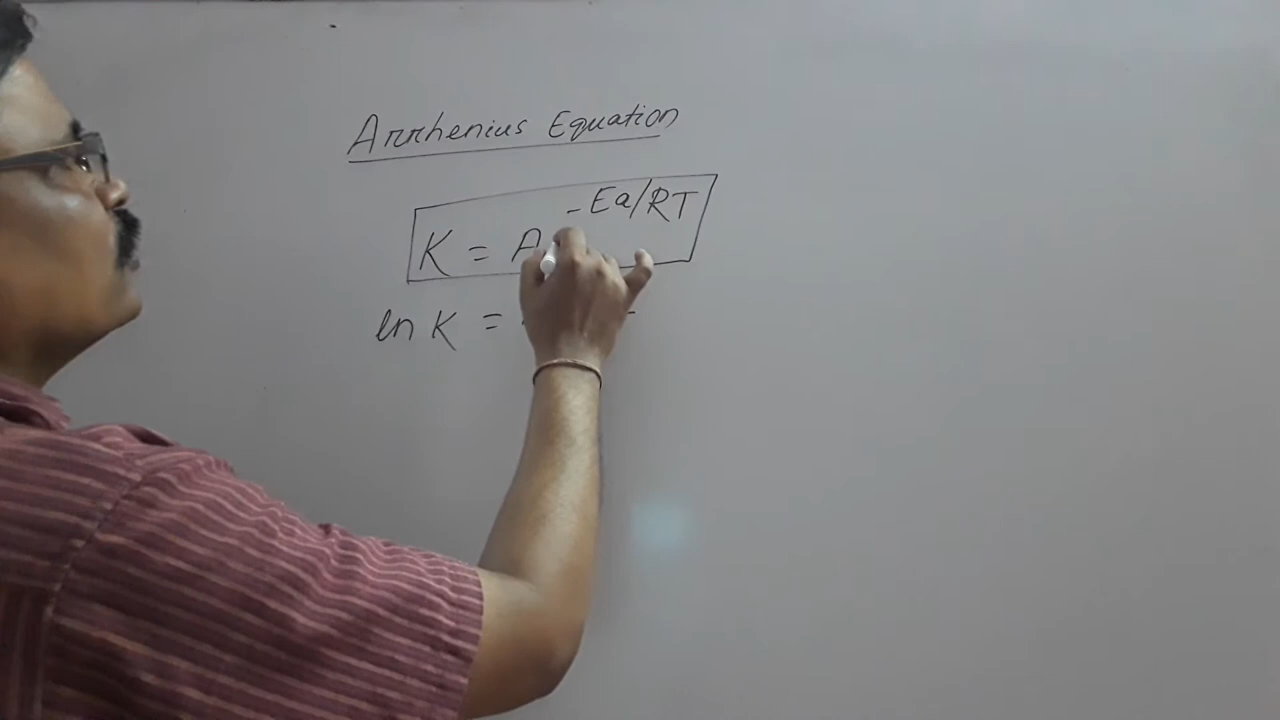 Arrhenius Equation
K = A -Ea/RT
ln K =